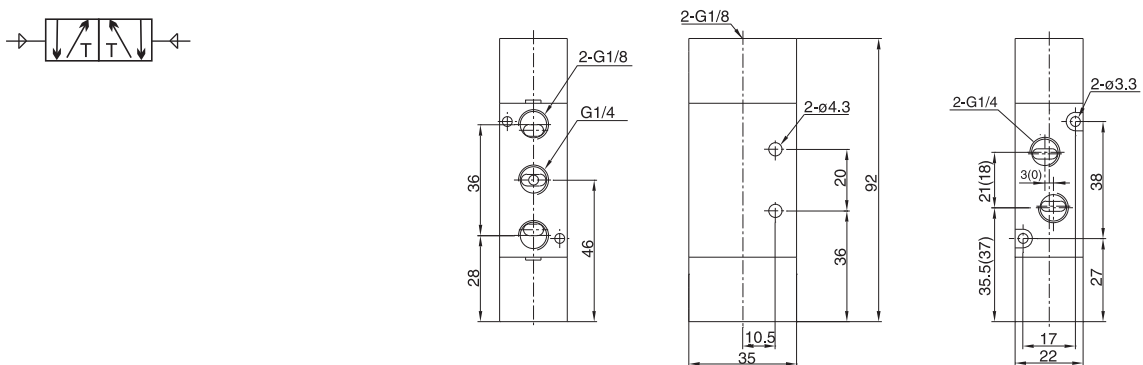 T T
2-G1/8
G1/4
36
46
28
2-G1/8
2-ø4.3
20
92
36
10.5
35
2-G1/4
2-ø3.3
3(0)
21(18)
38
35.5(37)
27
17
22